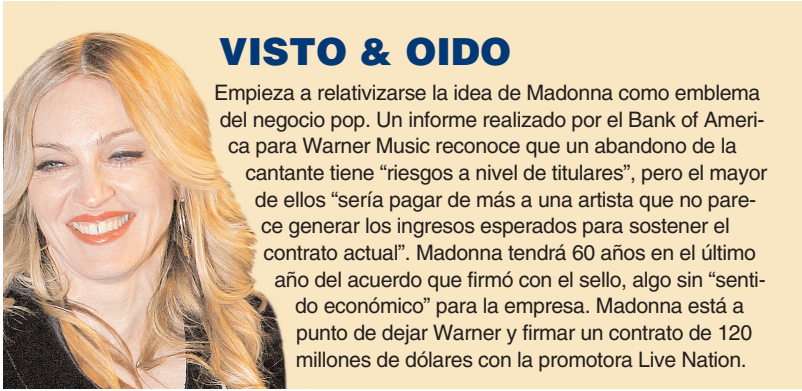 VISTO & OIDO
Empieza a relativizarse la idea de Madonna como emblema
del negocio pop. Un informe realizado por el Bank of Ameri-
ca para Warner Music reconoce que un abandono de la
cantante tiene “riesgos a nivel de titulares”, pero el mayor
de ellos “sería pagar de más a una artista que no pare-
ce generar los ingresos esperados para sostener el
contrato actual”. Madonna tendrá 60 años en el último
año del acuerdo que firmó con el sello, algo sin “senti-
do económico” para la empresa. Madonna está a
punto de dejar Warner y firmar un contrato de 120
millones de dólares con la promotora Live Nation.